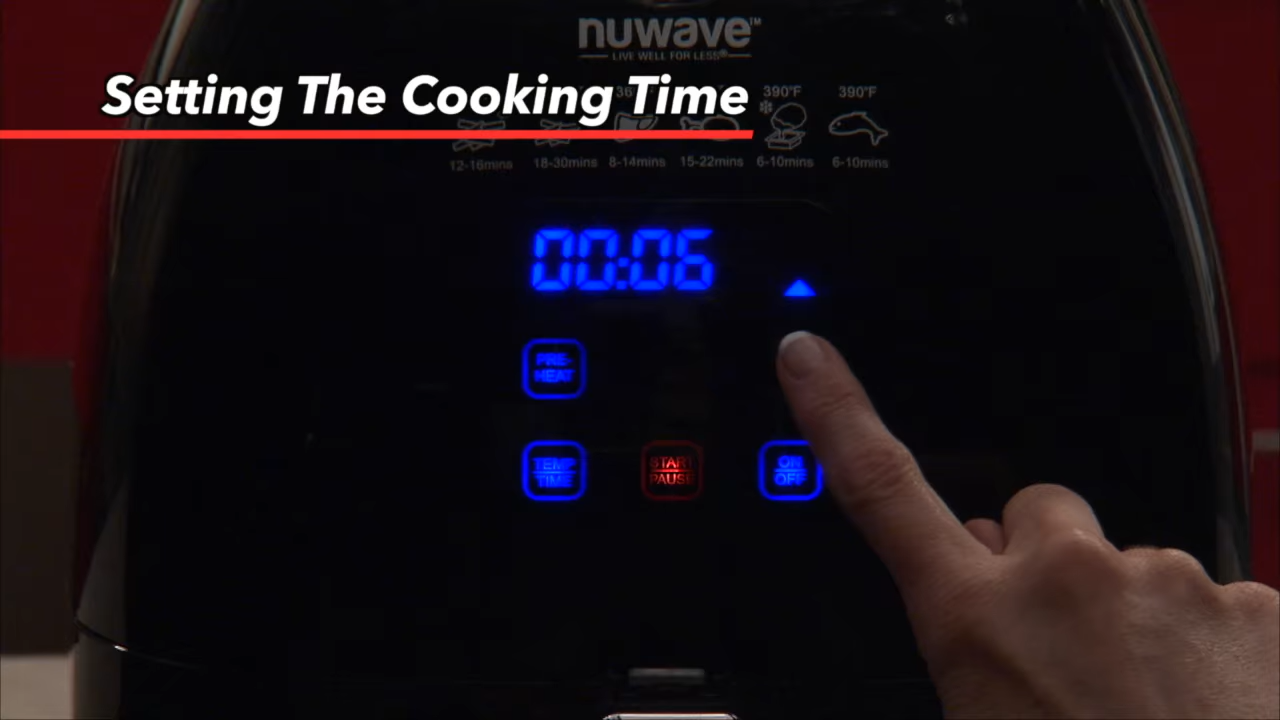 nuwave™
LIVE WELL FOR LESS®
Setting The Cooking Time
390°F 390°F
12-16mins 18-30mins 8-14mins 15-22mins 6-10mins 6-10mins
00:06
PRE-
HEAT
TEMP
TIME
START
PAUSE
ON
OFF